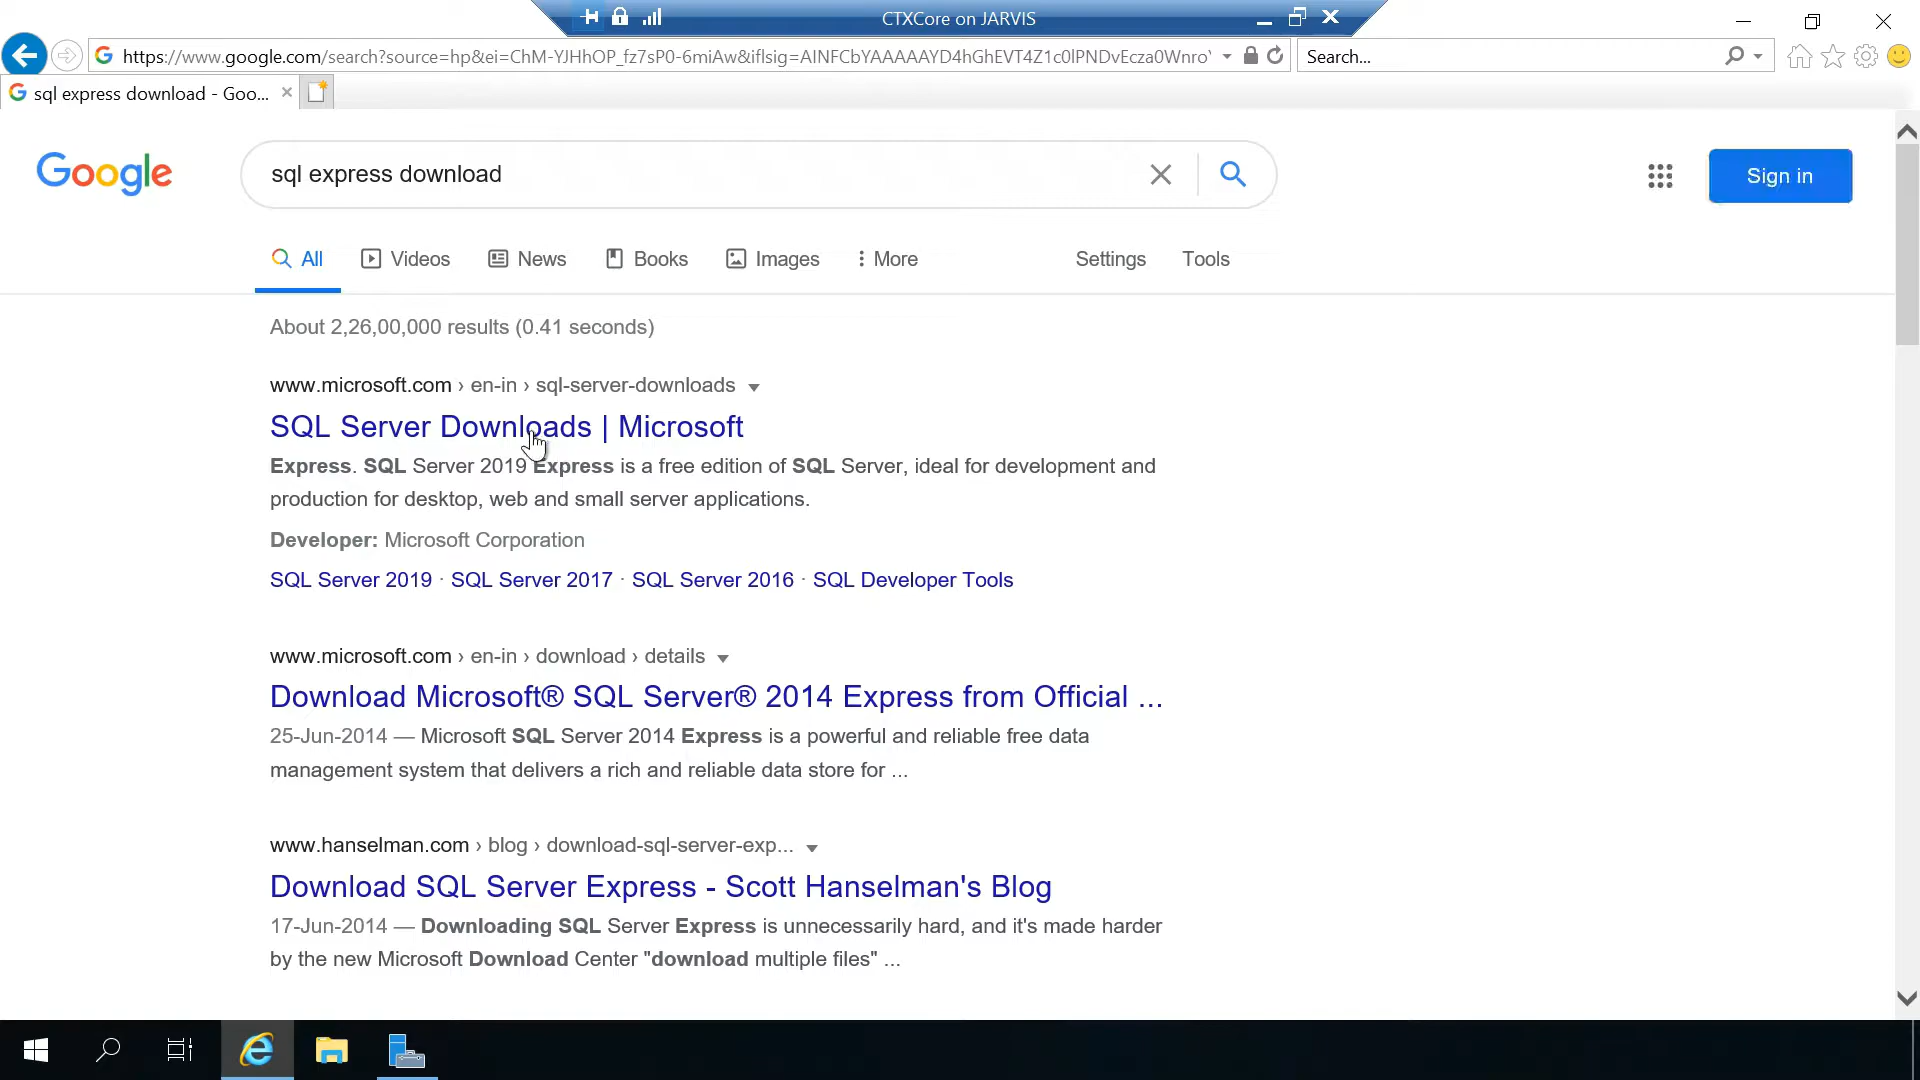 CTXCore on JARVIS
https://www.google.com/search?source=hp&ei=ChM-YJHhOP_fz7sP0-6miAw&iflsig=AINFCbYAAAAAYD4hGhEVT4Z1c0lPNDvEcza0Wnro
Search...
sql express download - Goo...
Google
sql express download
Sign in
All
Videos
News
Books
Images
More
Settings
Tools
About 2,26,00,000 results (0.41 seconds)
www.microsoft.com › en-in › sql-server-downloads
SQL Server Downloads | Microsoft
Express. SQL Server 2019 Express is a free edition of SQL Server, ideal for development and
production for desktop, web and small server applications.
Developer: Microsoft Corporation
SQL Server 2019 · SQL Server 2017 · SQL Server 2016 · SQL Developer Tools
www.microsoft.com › en-in › download › details
Download Microsoft® SQL Server® 2014 Express from Official ...
25-Jun-2014 — Microsoft SQL Server 2014 Express is a powerful and reliable free data
management system that delivers a rich and reliable data store for ...
www.hanselman.com › blog › download-sql-server-exp...
Download SQL Server Express - Scott Hanselman's Blog
17-Jun-2014 — Downloading SQL Server Express is unnecessarily hard, and it's made harder
by the new Microsoft Download Center "download multiple files" ...